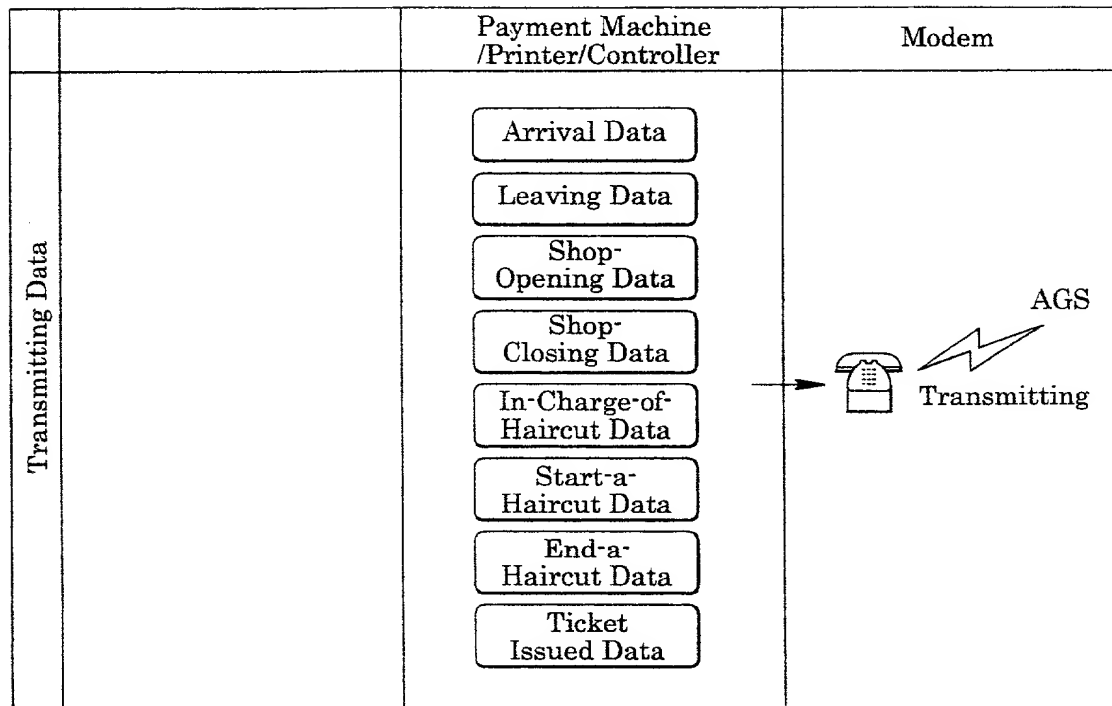 Payment Machine
/Printer/Controller
Modem
Transmitting Data
Arrival Data
Leaving Data
Shop-
Opening Data
Shop-
Closing Data
In-Charge-of-
Haircut Data
Start-a-
Haircut Data
End-a-
Haircut Data
Ticket
Issued Data
AGS
Transmitting